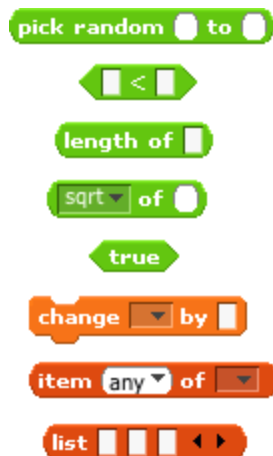 pick random to
<
length of
sqrt of
true
change by
item any of
list